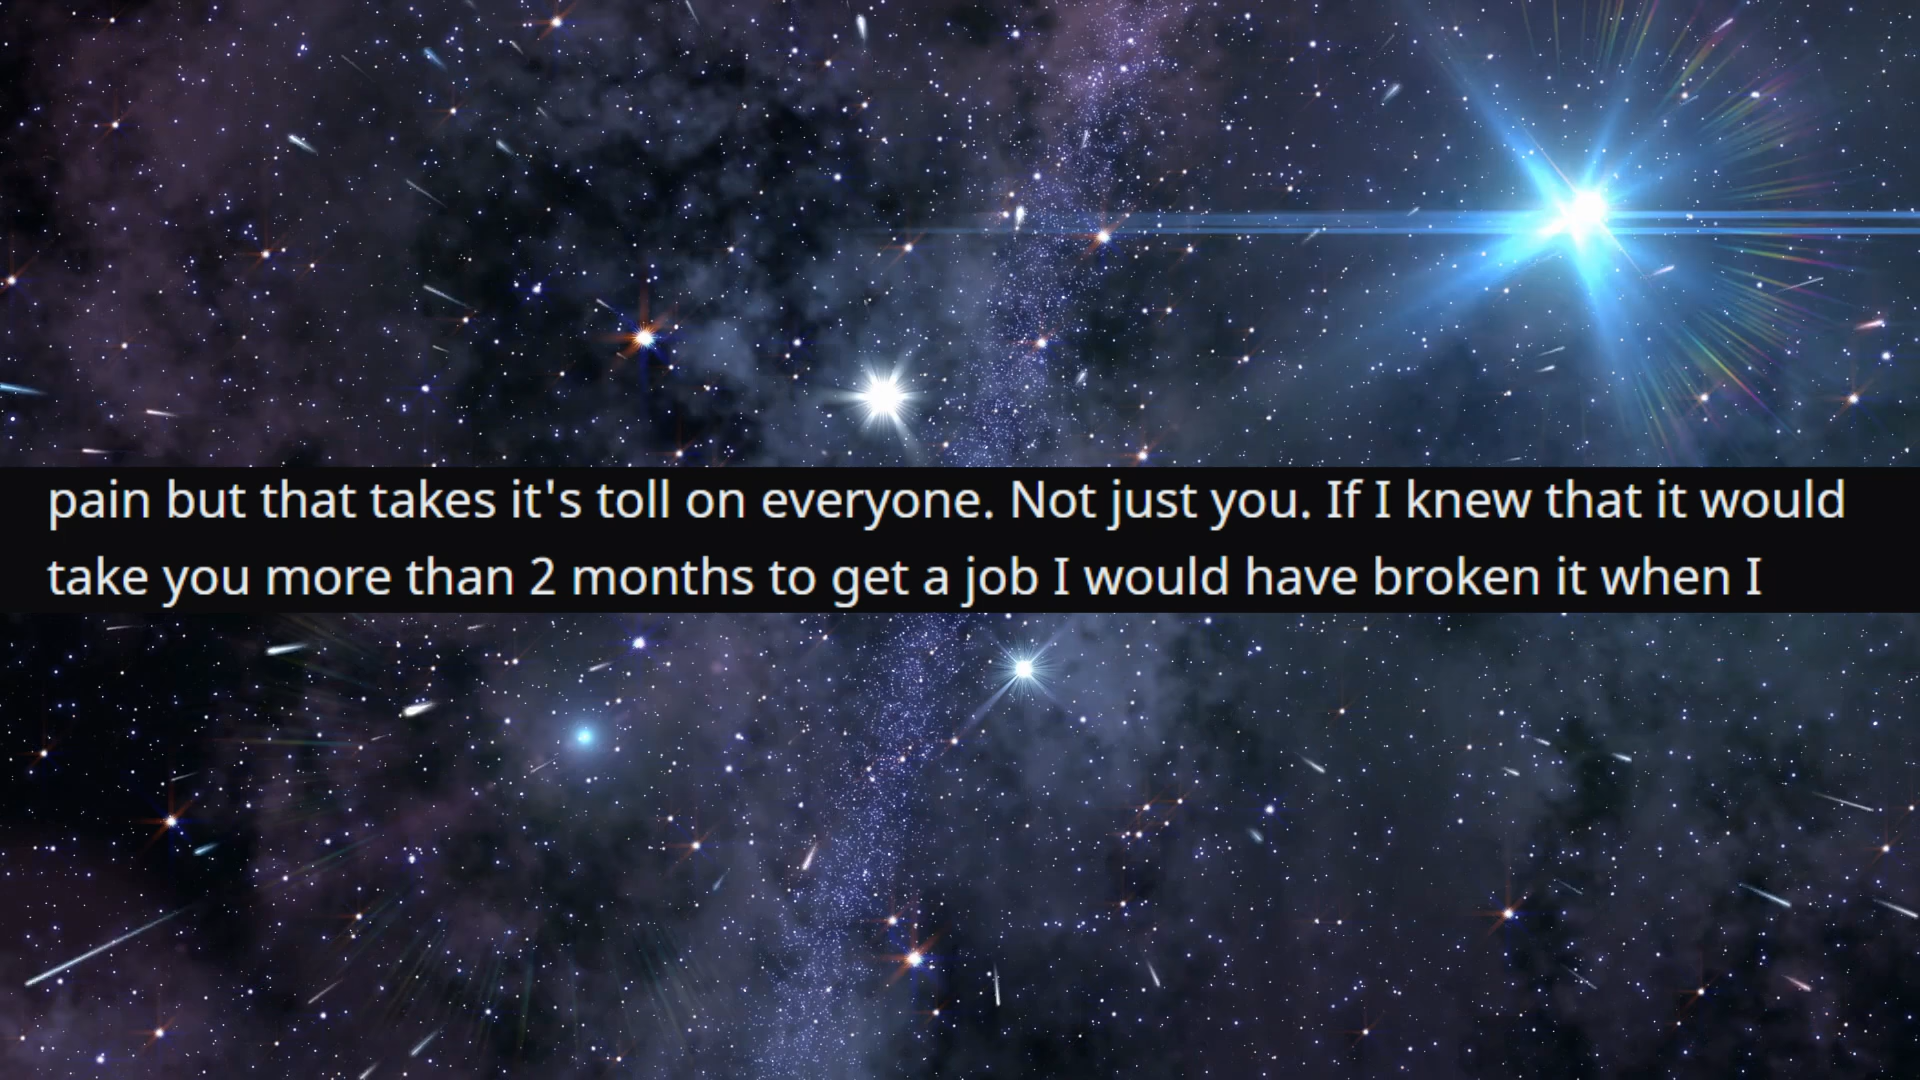 pain but that takes it's toll on everyone. Not just you. If I knew that it would
take you more than 2 months to get a job I would have broken it when I